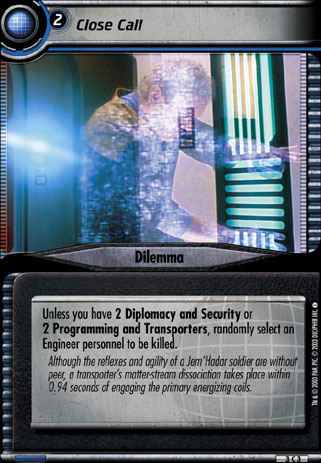 2 Close Call
Dilemma
Unless you have 2 Diplomacy and Security or
2 Programming and Transporters, randomly select an
Engineer personnel to be killed.
Although the reflexes and agility of a Jem'Hadar soldier are without
peer, a transporter's matter-stream dissociation takes place within
0.94 seconds of engaging the primary energizing coils.
TM & © 2003 PAR. PIC. © 2003 DECIPHER INC.
3 C 3